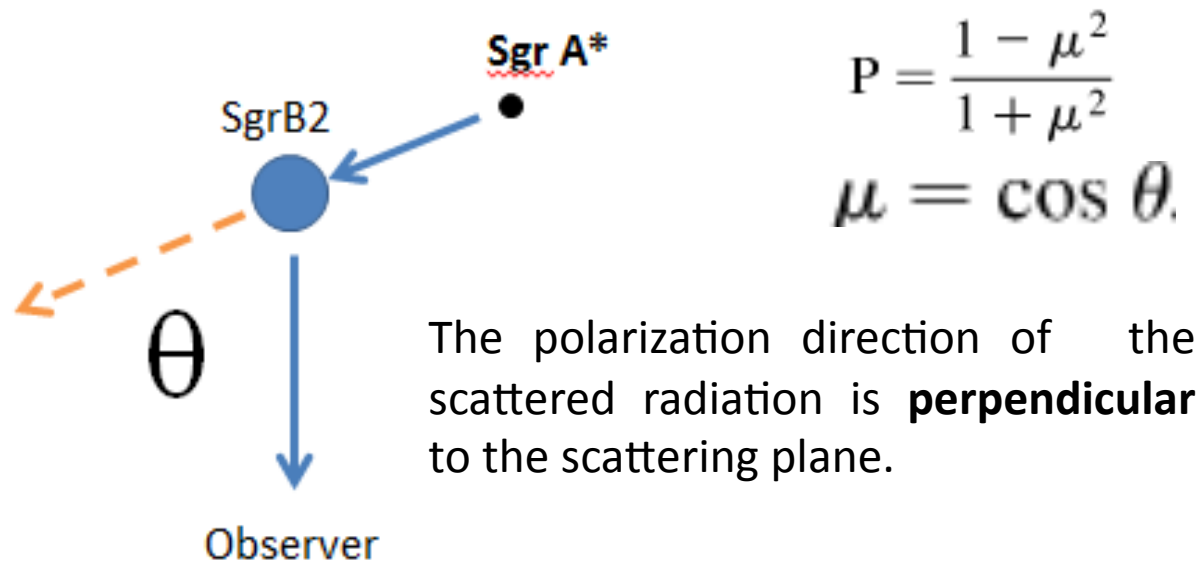 Sgr A*
SgrB2
P = \frac{1 - μ²}{1 + μ²}
μ = cos θ.
θ
The polarization direction of the
scattered radiation is perpendicular
to the scattering plane.
Observer